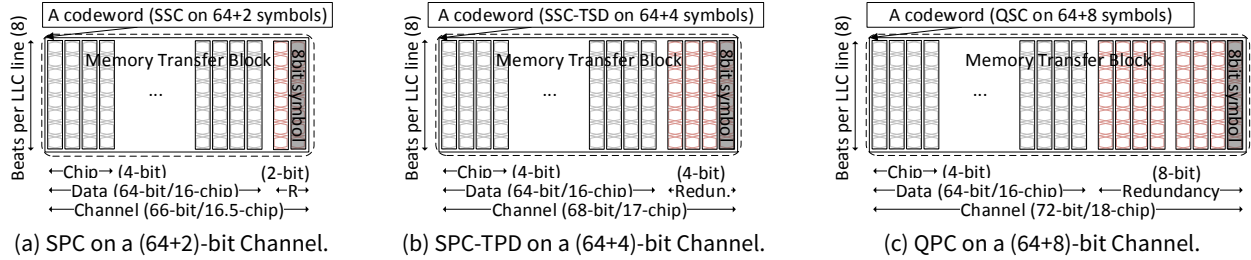 A codeword (SSC on 64+2 symbols)
Beats per LLC line (8)
Memory Transfer Block
...
8bit symbol
Chip (4-bit)
(2-bit)
Data (64-bit/16-chip)
R
Channel (66-bit/16.5-chip)
(a) SPC on a (64+2)-bit Channel.
A codeword (SSC-TSD on 64+4 symbols)
Beats per LLC line (8)
Memory Transfer Block
...
8bit symbol
Chip (4-bit)
(4-bit)
Data (64-bit/16-chip)
Redun.
Channel (68-bit/17-chip)
(b) SPC-TPD on a (64+4)-bit Channel.
A codeword (QSC on 64+8 symbols)
Beats per LLC line (8)
Memory Transfer Block
...
8bit symbol
Chip (4-bit)
(8-bit)
Data (64-bit/16-chip)
Redundancy
Channel (72-bit/18-chip)
(c) QPC on a (64+8)-bit Channel.